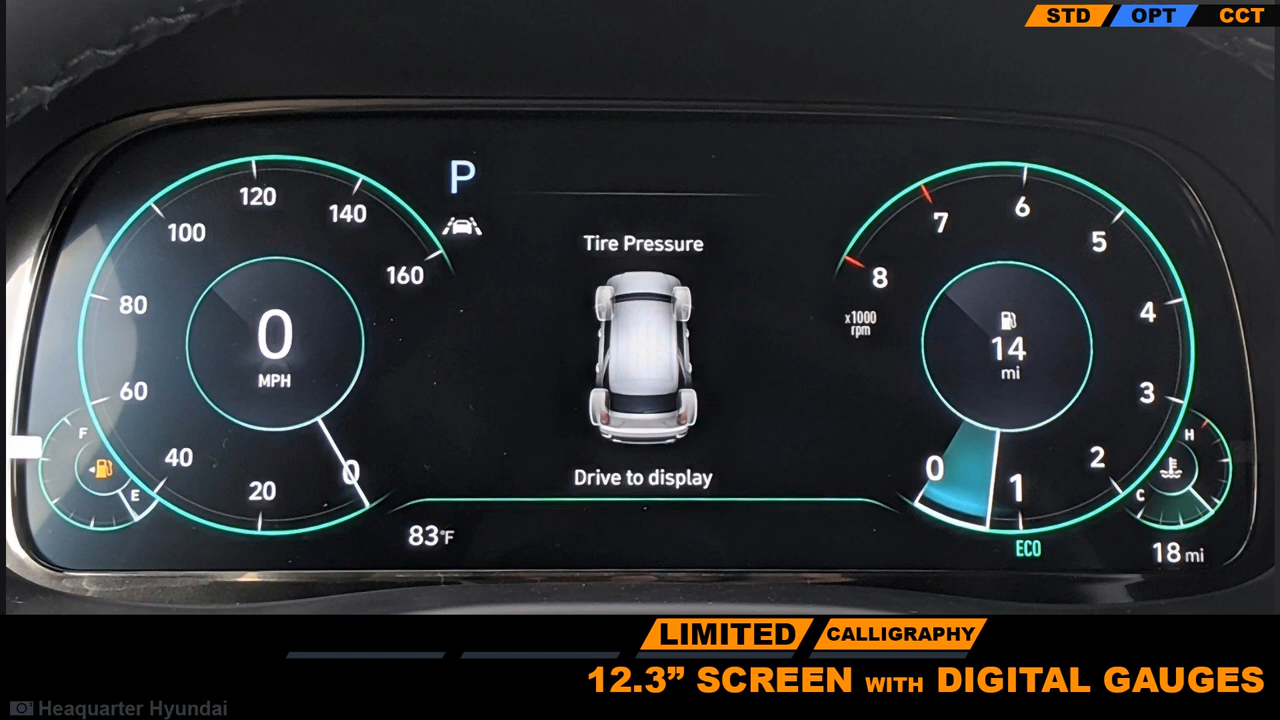 STD OPT CCT
P
120
140
100
160
80
60
40
20
0
0
MPH
F
E
Tire Pressure
Drive to display
83°F
6
7
5
8
4
x1000
rpm
3
2
1
0
14
mi
H
C
ECO
18 mi
LIMITED CALLIGRAPHY
12.3” SCREEN WITH DIGITAL GAUGES
Heaquarter Hyundai